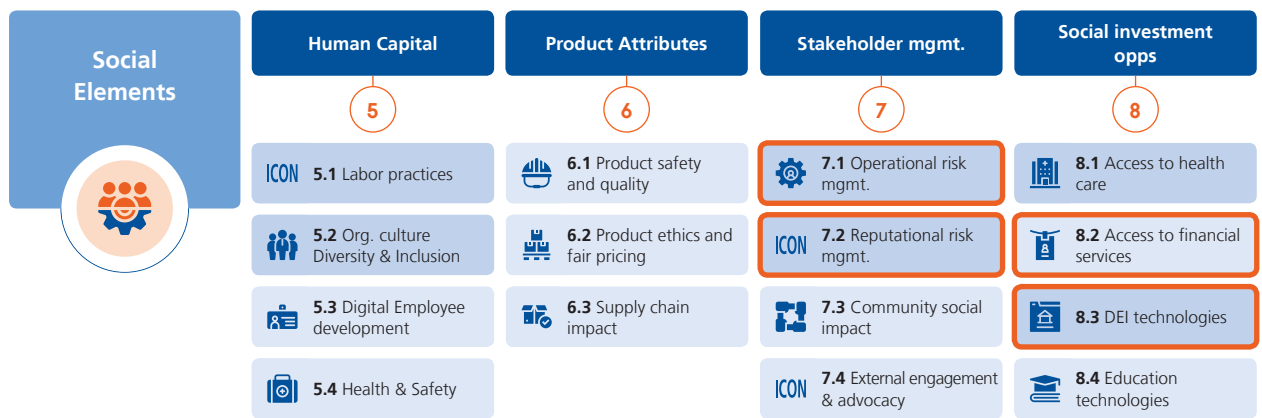 Social
Elements
Human Capital
Product Attributes
Stakeholder mgmt.
Social investment
opps
5
6
7
8
ICON 5.1 Labor practices
5.2 Org. culture
Diversity & Inclusion
5.3 Digital Employee
development
5.4 Health & Safety
6.1 Product safety
and quality
6.2 Product ethics and
fair pricing
6.3 Supply chain
impact
7.1 Operational risk
mgmt.
ICON 7.2 Reputational risk
mgmt.
7.3 Community social
impact
ICON 7.4 External engagement
& advocacy
8.1 Access to health
care
8.2 Access to financial
services
8.3 DEI technologies
8.4 Education
technologies